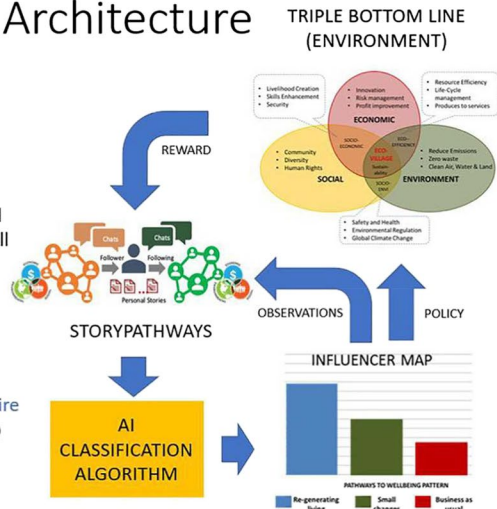 Architecture
TRIPLE BOTTOM LINE
(ENVIRONMENT)
• Livelihood Creation
• Skills Enhancement
• Security
• Innovation
• Risk management
• Profit improvement
ECONOMIC
• Resource Efficiency
• Life-Cycle
management
• Produces to services
SOCIO-
ECONOMIC
ECO-
EFFICIENCY
ECO-
VILLAGE
• Community
• Diversity
• Human Rights
SOCIAL
• Reduce Emissions
• Zero waste
• Clean Air, Water & Land
ENVIRONMENT
• Safety and Health
• Environmental Regulation
• Global Climate Change
REWARD
ll
Chats
Chats
Follower
Following
Personal Stories
STORYPATHWAYS
OBSERVATIONS
POLICY
ire
AI
CLASSIFICATION
ALGORITHM
INFLUENCER MAP
PATHWAYS TO WELLBEING PATTERN
Re-generating
living
Small
changes
Business as
usual